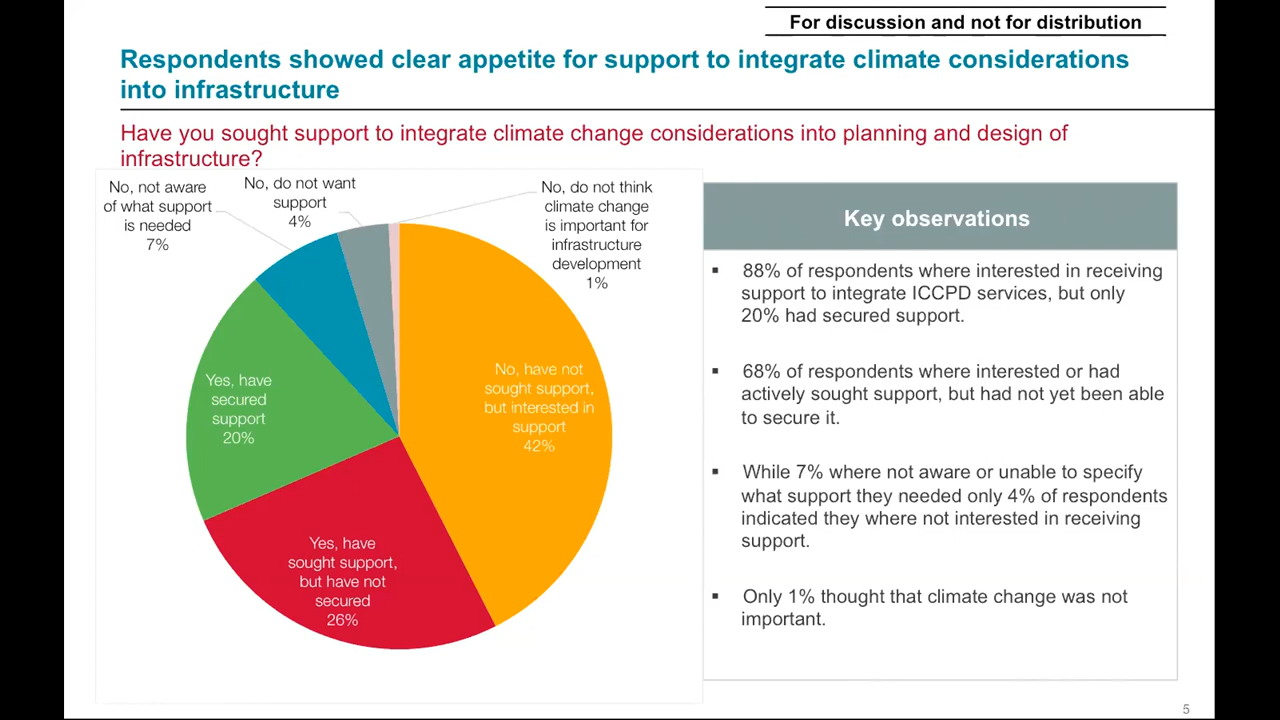 For discussion and not for distribution
Respondents showed clear appetite for support to integrate climate considerations
into infrastructure
Have you sought support to integrate climate change considerations into planning and design of
infrastructure?
No, not aware
of what support
is needed
7%
No, do not want
support
4%
No, do not think
climate change
is important for
infrastructure
development
1%
No, have not
sought support,
but interested in
support
42%
Yes, have
secured
support
20%
Yes, have
sought support,
but have not
secured
26%
Key observations
▪ 88% of respondents where interested in receiving
support to integrate ICCPD services, but only
20% had secured support.
▪ 68% of respondents where interested or had
actively sought support, but had not yet been able
to secure it.
▪ While 7% where not aware or unable to specify
what support they needed only 4% of respondents
indicated they where not interested in receiving
support.
▪ Only 1% thought that climate change was not
important.
5